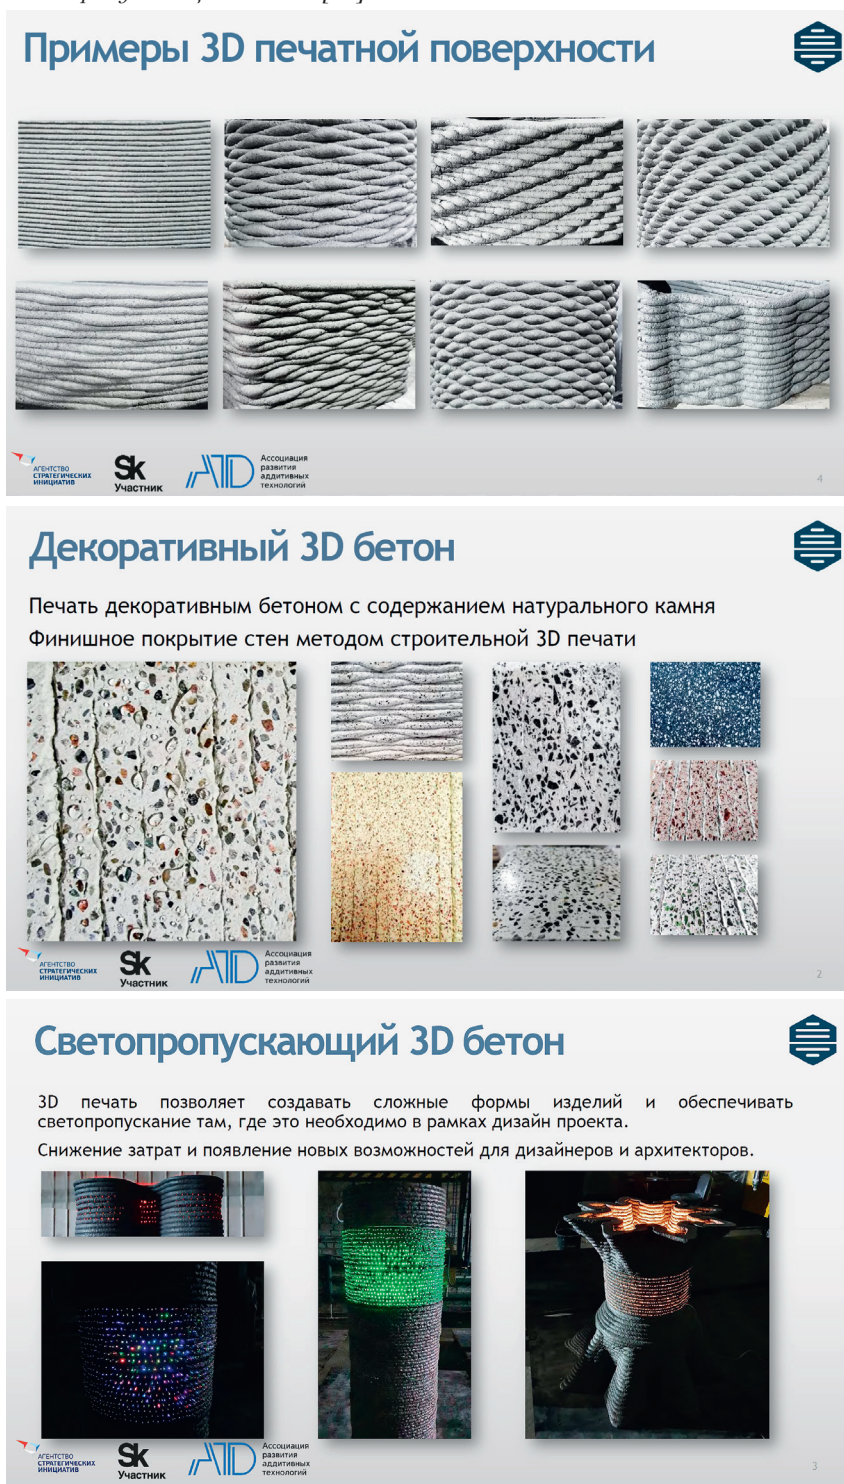 Примеры 3D печатной поверхности
АГЕНТСТВО
СТРАТЕГИЧЕСКИХ
ИНИЦИАТИВ
Sk
Участник
Ассоциация
развития
аддитивных
технологий
4
Декоративный 3D бетон
Печать декоративным бетоном с содержанием натурального камня
Финишное покрытие стен методом строительной 3D печати
АГЕНТСТВО
СТРАТЕГИЧЕСКИХ
ИНИЦИАТИВ
Sk
Участник
Ассоциация
развития
аддитивных
технологий
2
Светопропускающий 3D бетон
3D печать позволяет создавать сложные формы изделий и обеспечивать
светопропускание там, где это необходимо в рамках дизайн проекта.
Снижение затрат и появление новых возможностей для дизайнеров и архитекторов.
АГЕНТСТВО
СТРАТЕГИЧЕСКИХ
ИНИЦИАТИВ
Sk
Участник
Ассоциация
развития
аддитивных
технологий
3